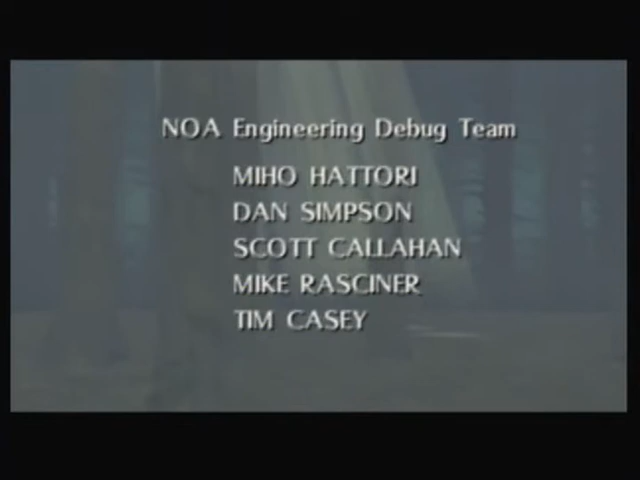 NOA Engineering Debug Team
MIHO HATTORI
DAN SIMPSON
SCOTT CALLAHAN
MIKE RASCINER
TIM CASEY